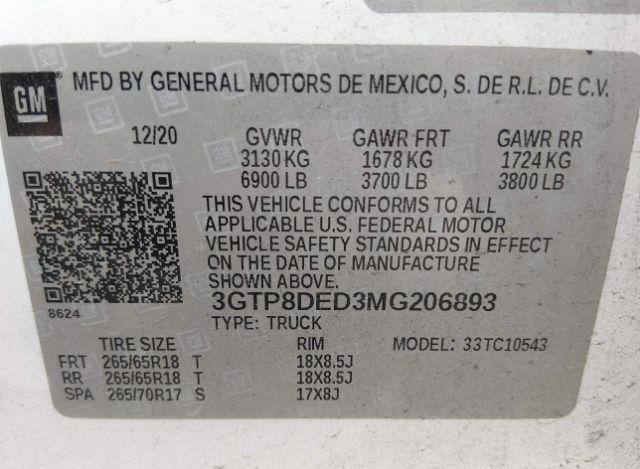 GM MFD BY GENERAL MOTORS DE MEXICO, S. DE R.L. DE C.V.
12/20 GVWR GAWR FRT GAWR RR
3130 KG 1678 KG 1724 KG
6900 LB 3700 LB 3800 LB
THIS VEHICLE CONFORMS TO ALL
APPLICABLE U.S. FEDERAL MOTOR
VEHICLE SAFETY STANDARDS IN EFFECT
ON THE DATE OF MANUFACTURE
SHOWN ABOVE.
8624
3GTP8DED3MG206893
TYPE: TRUCK
TIRE SIZE RIM MODEL: 33TC10543
FRT 265/65R18 T 18X8.5J
RR 265/65R18 T 18X8.5J
SPA 265/70R17 S 17X8J